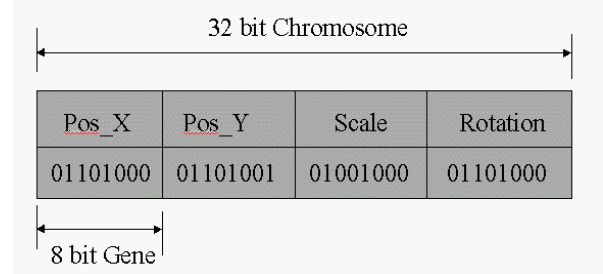 32 bit Chromosome
Pos_X Pos_Y Scale Rotation
01101000 01101001 01001000 01101000
8 bit Gene